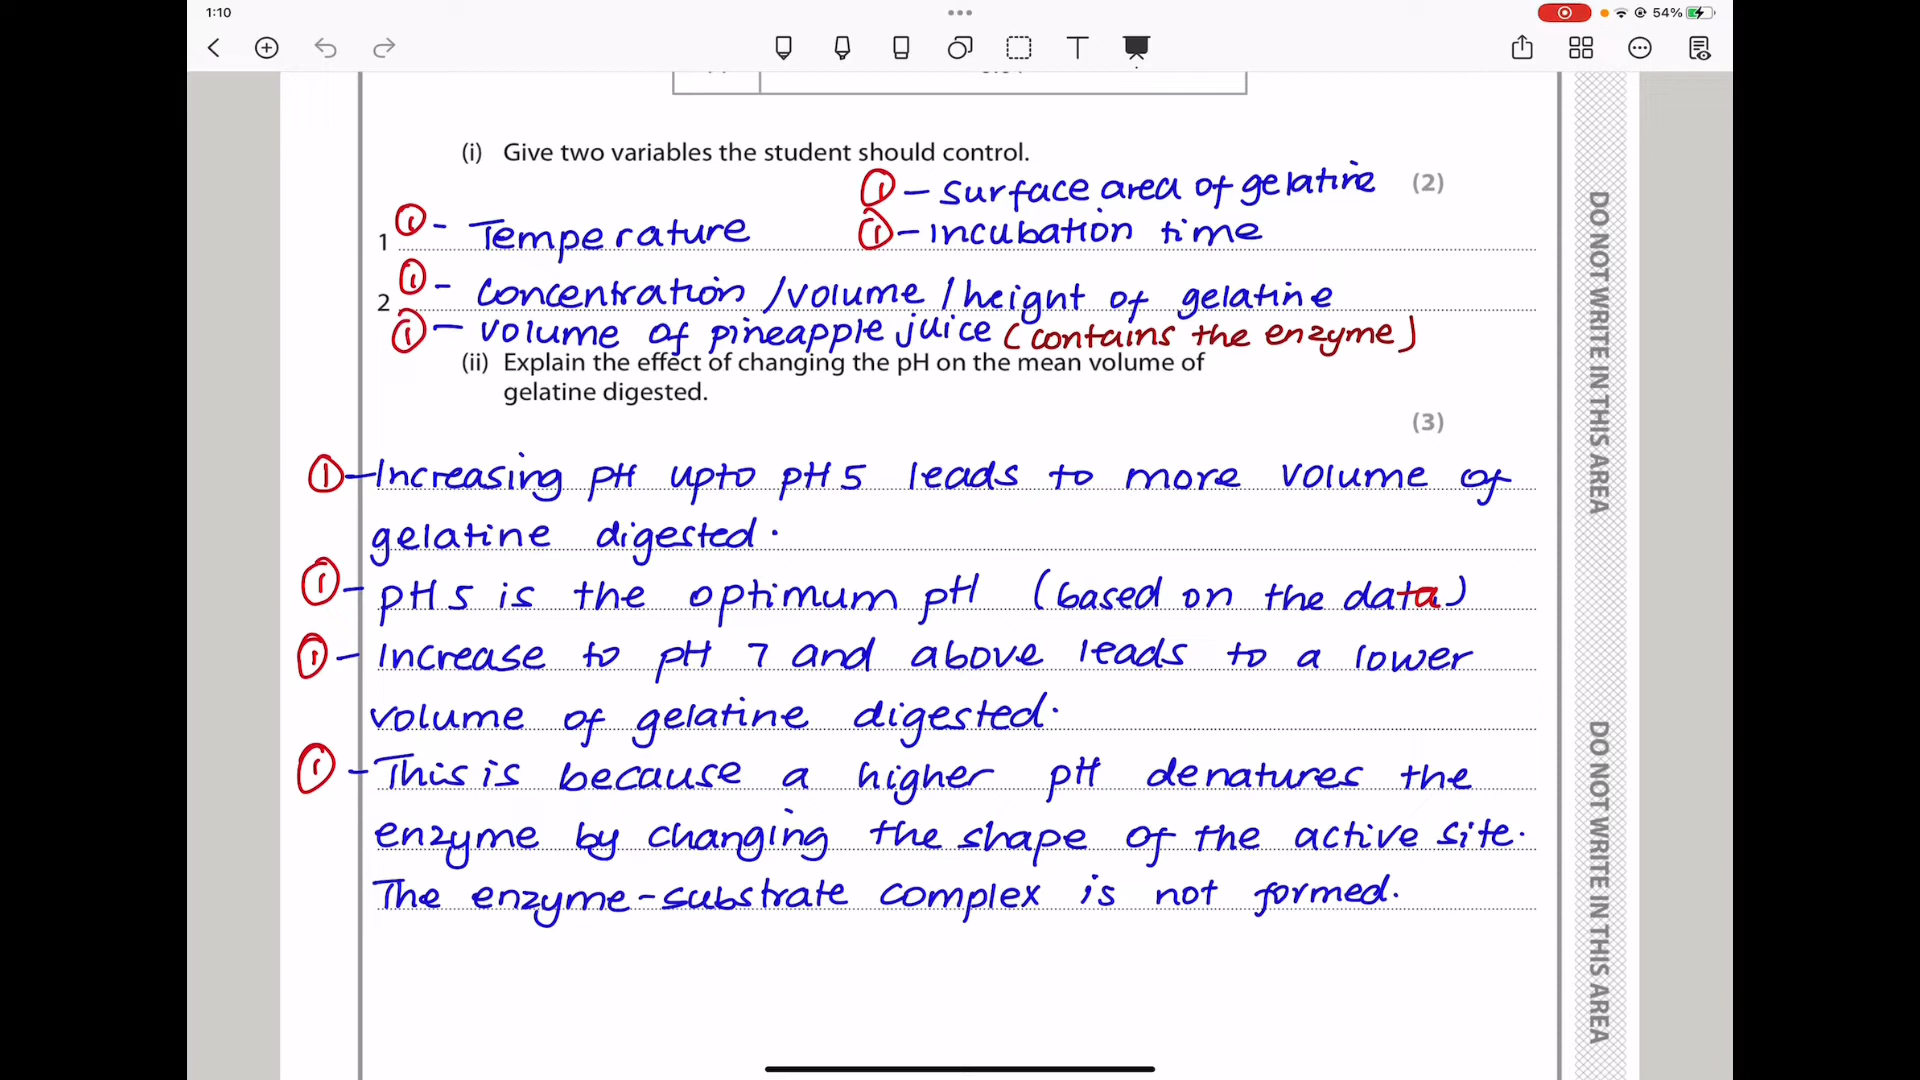 1:10
54%
(i) Give two variables the student should control.
① – surface area of gelatine (2)
1 ① – Temperature ① – incubation time
2 ① – concentration /volume /height of gelatine
① – volume of pineapple juice (contains the enzyme)
(ii) Explain the effect of changing the pH on the mean volume of
gelatine digested.
(3)
① – Increasing pH upto pH 5 leads to more volume of
gelatine digested.
① – pH 5 is the optimum pH (based on the data)
① – Increase to pH 7 and above leads to a lower
volume of gelatine digested.
① – This is because a higher pH denatures the
enzyme by changing the shape of the active site.
The enzyme-substrate complex is not formed.
DO NOT WRITE IN THIS AREA
DO NOT WRITE IN THIS AREA